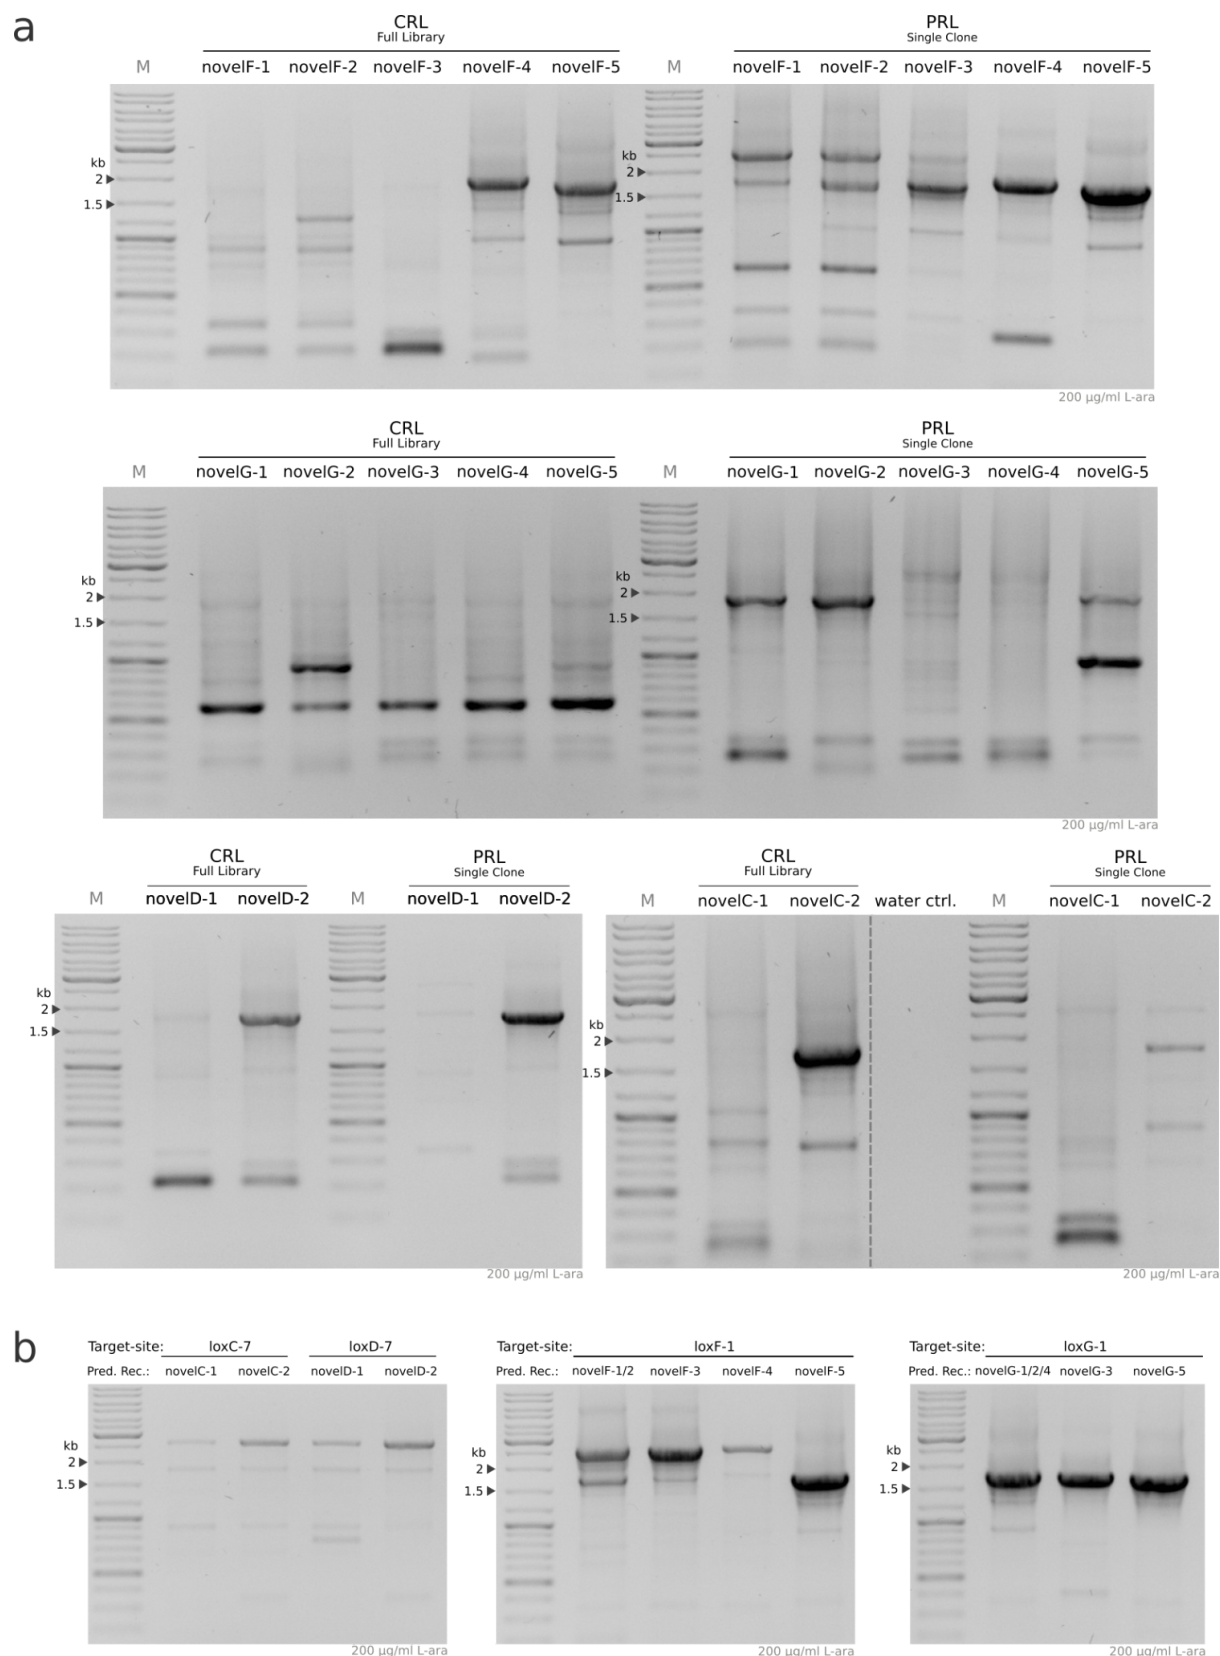 a
CRL PRL
Full Library Single Clone
M novelF-1 novelF-2 novelF-3 novelF-4 novelF-5 M novelF-1 novelF-2 novelF-3 novelF-4 novelF-5
kb kb
2 2
1.5 1.5
200 µg/ml L-ara
CRL PRL
Full Library Single Clone
M novelG-1 novelG-2 novelG-3 novelG-4 novelG-5 M novelG-1 novelG-2 novelG-3 novelG-4 novelG-5
kb kb
2 2
1.5 1.5
200 µg/ml L-ara
CRL PRL CRL PRL
Full Library Single Clone Full Library Single Clone
M novelD-1 novelD-2 M novelD-1 novelD-2 M novelC-1 novelC-2 water ctrl. M novelC-1 novelC-2
kb kb
2 2
1.5 1.5
200 µg/ml L-ara 200 µg/ml L-ara
b
Target-site: loxC-7 loxD-7 Target-site: loxF-1 Target-site: loxG-1
Pred. Rec.: novelC-1 novelC-2 novelD-1 novelD-2 Pred. Rec.: novelF-1/2 novelF-3 novelF-4 novelF-5 Pred. Rec.: novelG-1/2/4 novelG-3 novelG-5
kb kb kb
2 2 2
1.5 1.5 1.5
200 µg/ml L-ara 200 µg/ml L-ara 200 µg/ml L-ara